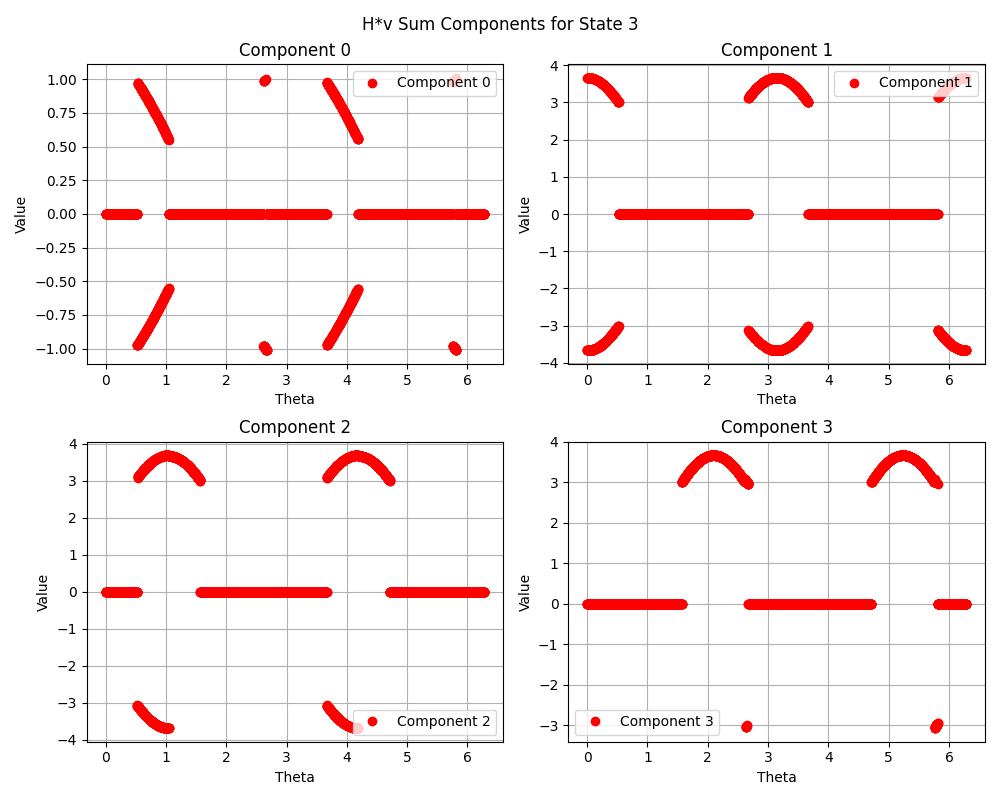 H*v Sum Components for State 3
Component 0
1.00
0.75
0.50
0.25
0.00
−0.25
−0.50
−0.75
−1.00
Value
0 1 2 3 4 5 6
Theta
Component 0
Component 1
4
3
2
1
0
−1
−2
−3
−4
Value
0 1 2 3 4 5 6
Theta
Component 1
Component 2
4
3
2
1
0
−1
−2
−3
−4
Value
0 1 2 3 4 5 6
Theta
Component 2
Component 3
4
3
2
1
0
−1
−2
−3
Value
0 1 2 3 4 5 6
Theta
Component 3